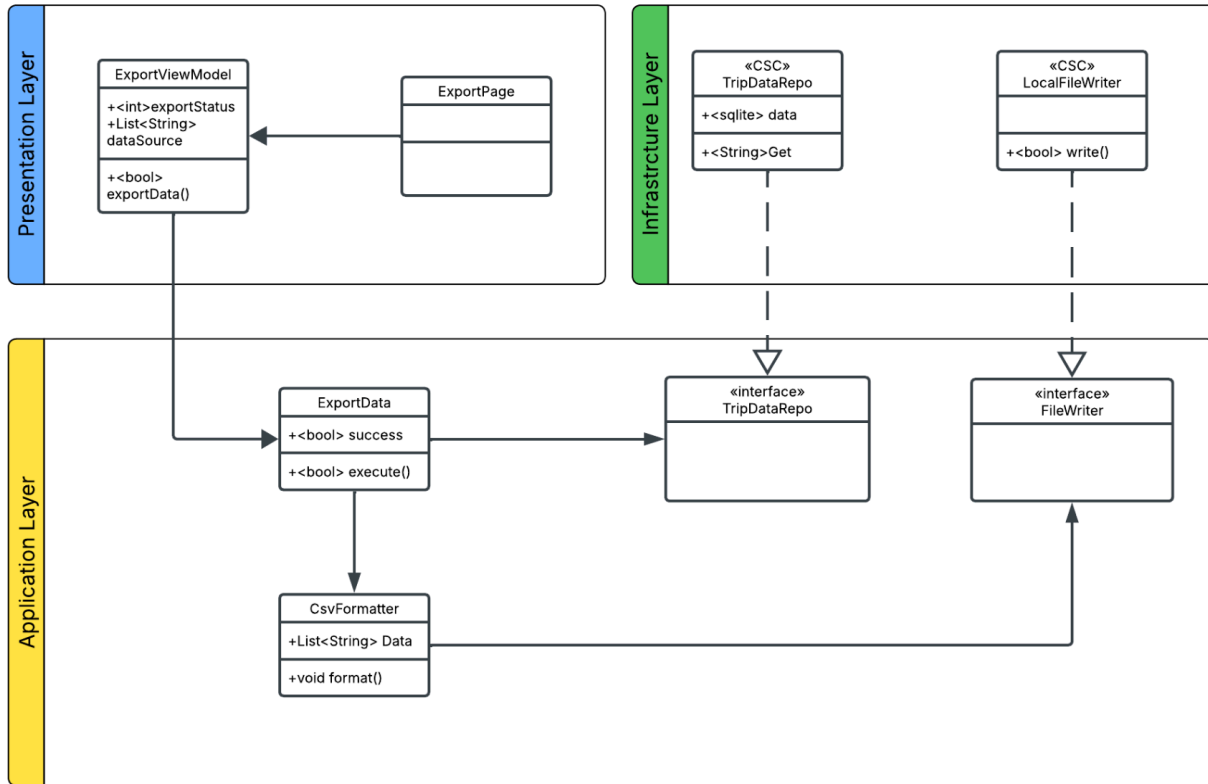 Presentation Layer
ExportViewModel
+<int>exportStatus
+List<String>
dataSource
+<bool>
exportData()
ExportPage
Infrastrcture Layer
«CSC»
TripDataRepo
+<sqlite> data
+<String>Get
«CSC»
LocalFileWriter
+<bool> write()
Application Layer
ExportData
+<bool> success
+<bool> execute()
«interface»
TripDataRepo
«interface»
FileWriter
CsvFormatter
+List<String> Data
+void format()